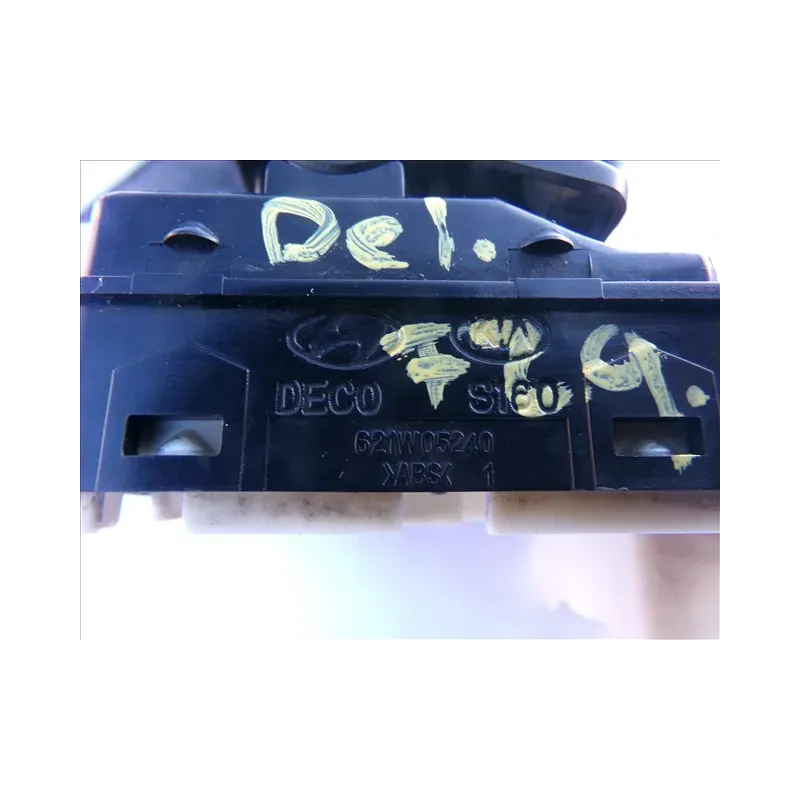 Del.
DECO S160
621W05240
>ABS< 1